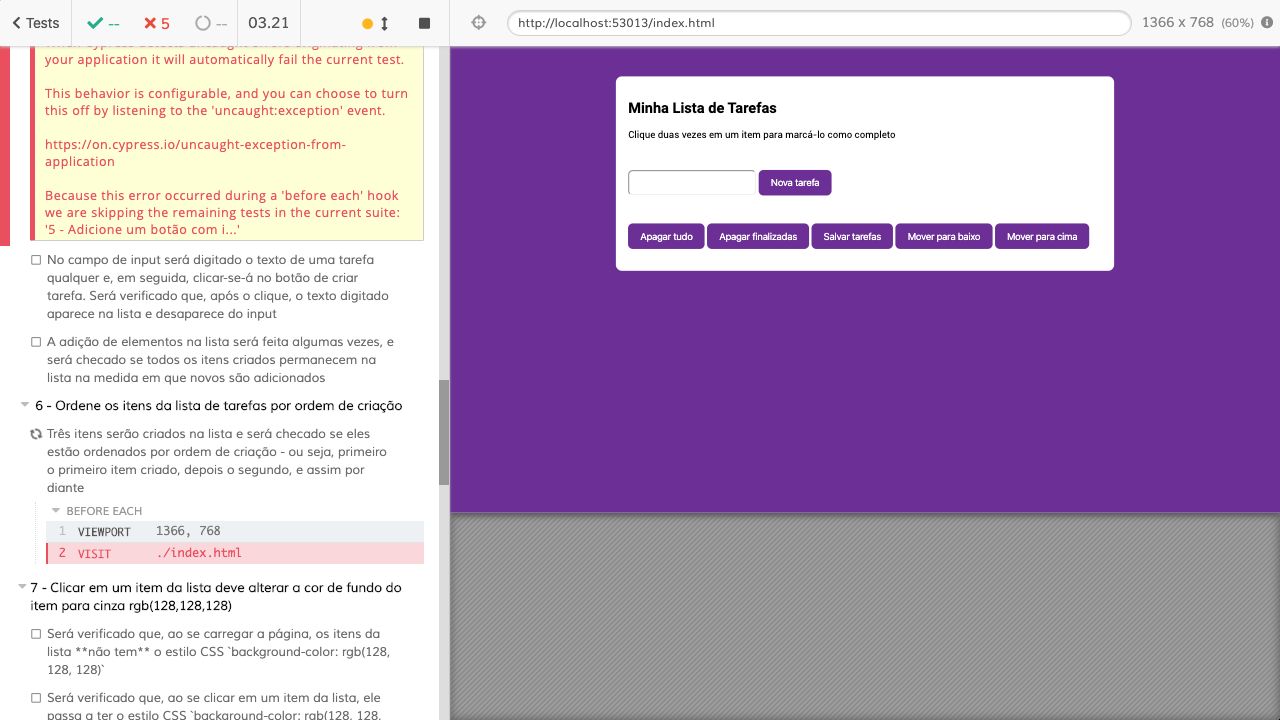 Tests
--
5
--
03.21
http://localhost:53013/index.html
1366 x 768 (60%)
your application it will automatically fail the current test.
This behavior is configurable, and you can choose to turn
this off by listening to the 'uncaught:exception' event.
https://on.cypress.io/uncaught-exception-from-
application
Because this error occurred during a 'before each' hook
we are skipping the remaining tests in the current suite:
'5 - Adicione um botão com i...'
No campo de input será digitado o texto de uma tarefa
qualquer e, em seguida, clicar-se-á no botão de criar
tarefa. Será verificado que, após o clique, o texto digitado
aparece na lista e desaparece do input
A adição de elementos na lista será feita algumas vezes, e
será checado se todos os itens criados permanecem na
lista na medida em que novos são adicionados
6 - Ordene os itens da lista de tarefas por ordem de criação
Três itens serão criados na lista e será checado se eles
estão ordenados por ordem de criação - ou seja, primeiro
o primeiro item criado, depois o segundo, e assim por
diante
BEFORE EACH
1 VIEWPORT 1366, 768
2 VISIT ./index.html
7 - Clicar em um item da lista deve alterar a cor de fundo do
item para cinza rgb(128,128,128)
Será verificado que, ao se carregar a página, os itens da
lista **não tem** o estilo CSS `background-color: rgb(128,
128, 128)`
Será verificado que, ao se clicar em um item da lista, ele
passa a ter o estilo CSS `background-color: rgb(128, 128,
Minha Lista de Tarefas
Clique duas vezes em um item para marcá-lo como completo
Nova tarefa
Apagar tudo
Apagar finalizadas
Salvar tarefas
Mover para baixo
Mover para cima